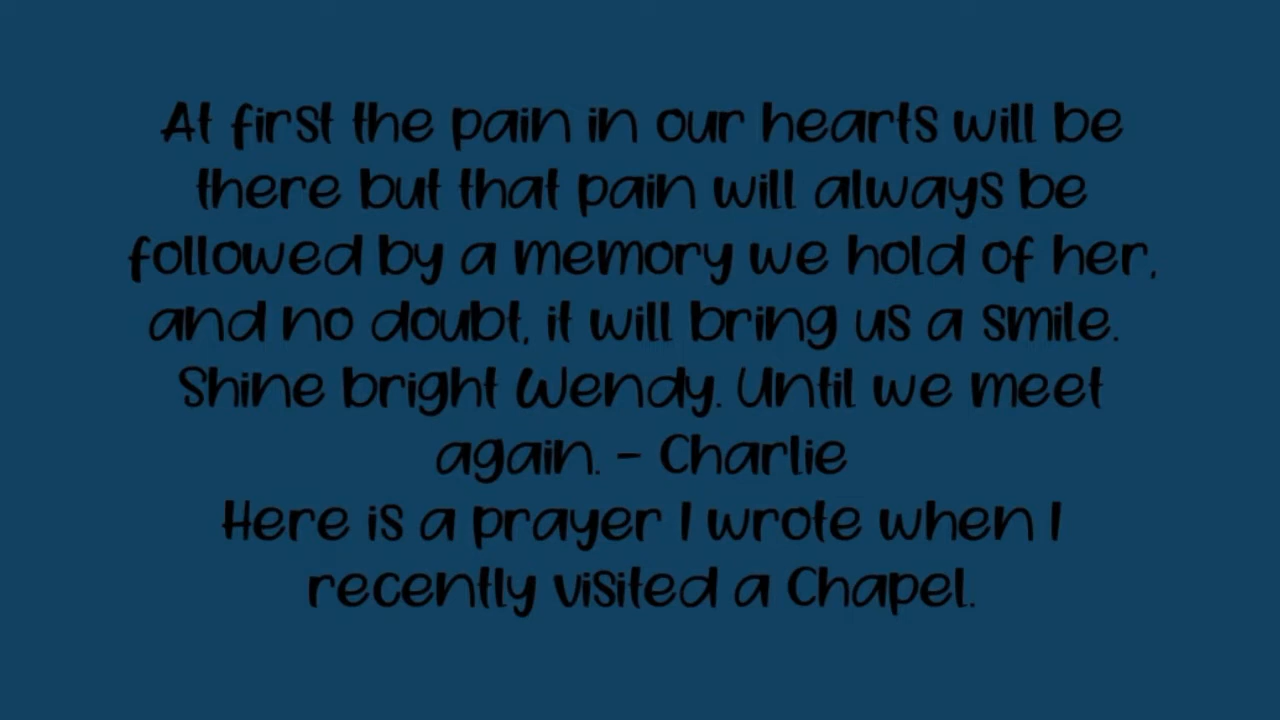 At first the pain in our hearts will be
there but that pain will always be
followed by a memory we hold of her,
and no doubt, it will bring us a smile.
Shine bright Wendy. Until we meet
again. - Charlie
Here is a prayer I wrote when I
recently visited a Chapel.